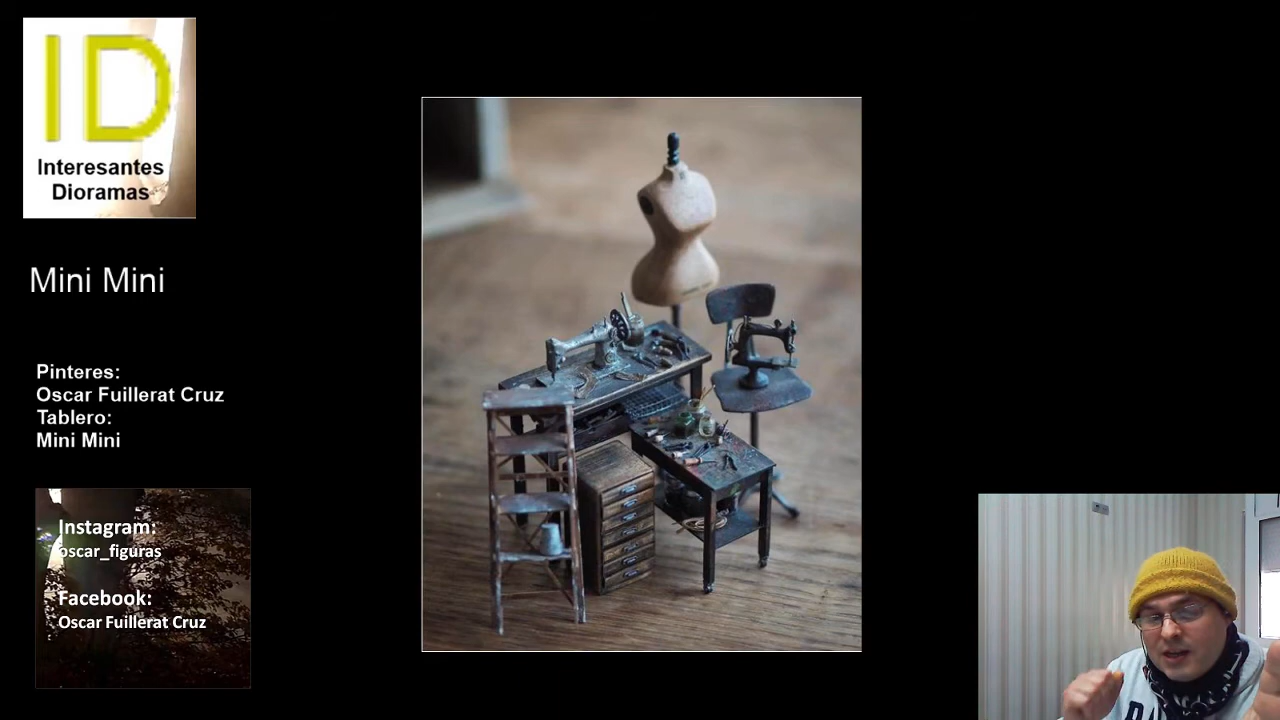 ID
Interesantes
Dioramas
Mini Mini
Pinteres:
Oscar Fuillerat Cruz
Tablero:
Mini Mini
Instagram:
oscar_figuras
Facebook:
Oscar Fuillerat Cruz